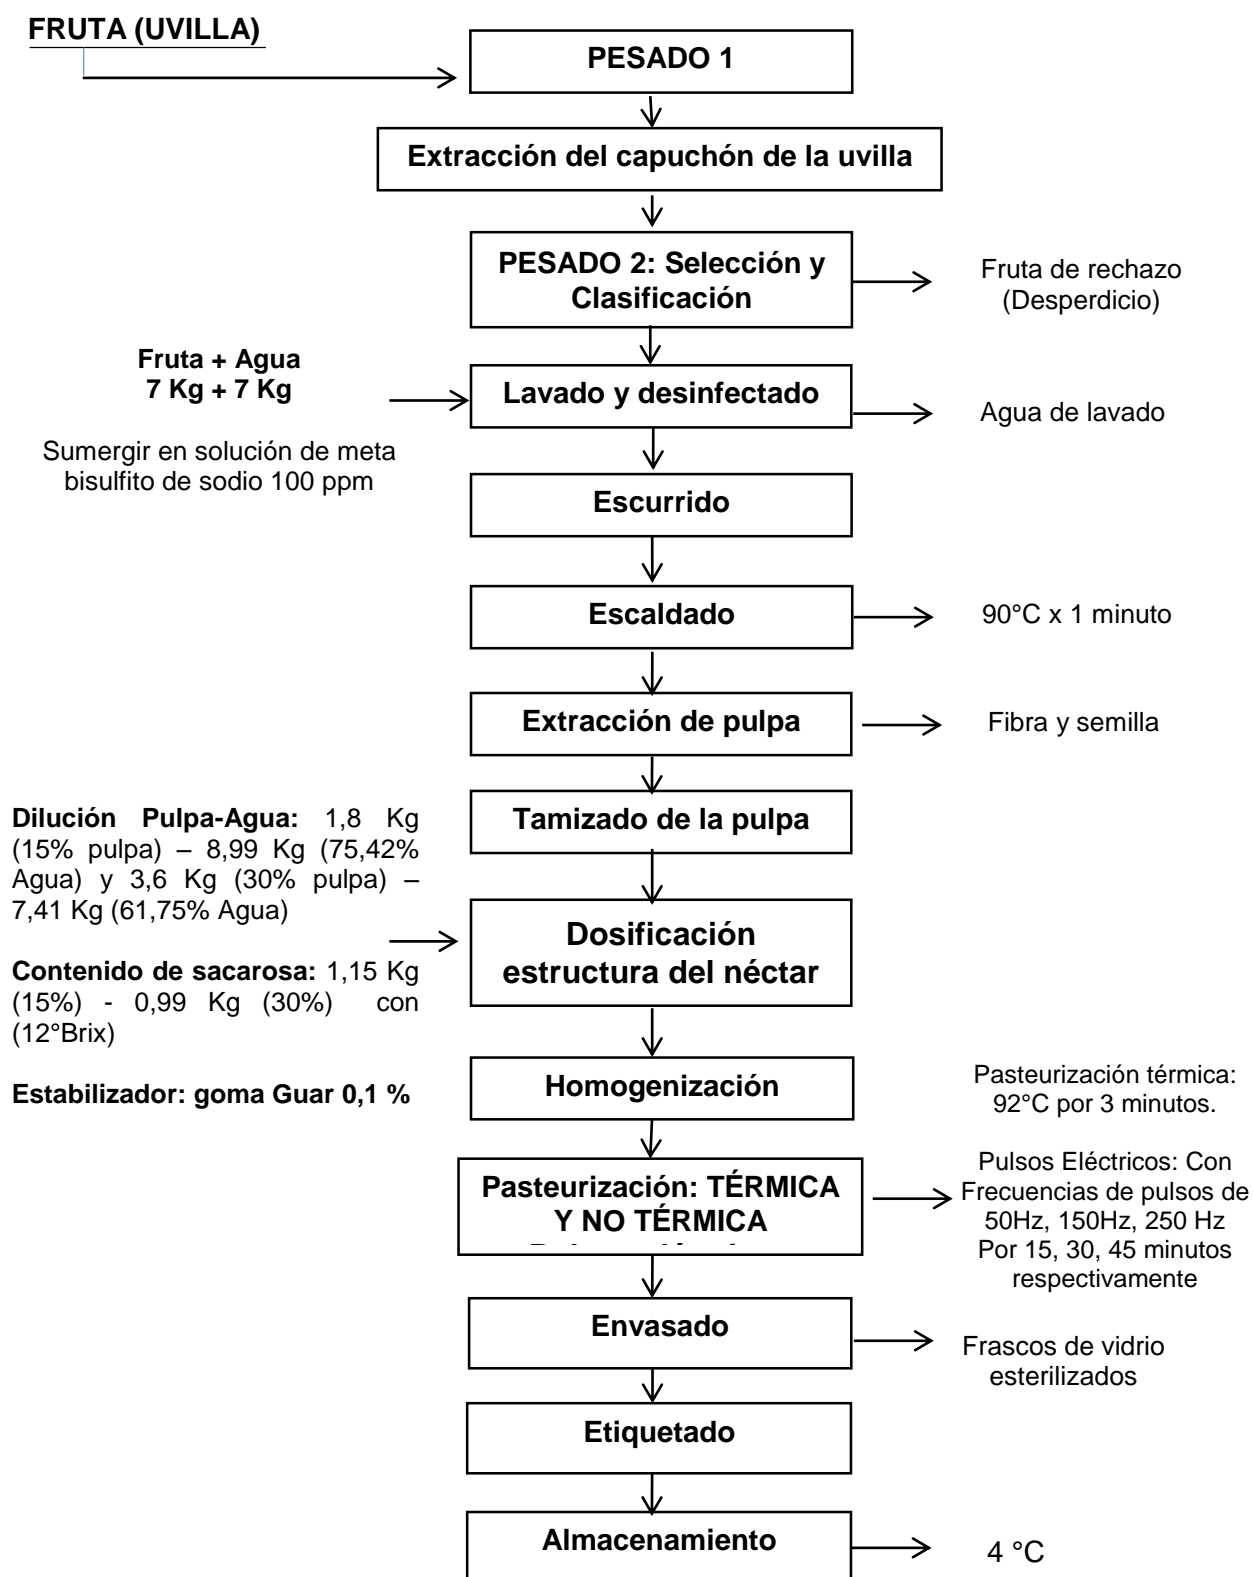 FRUTA (UVILLA)
PESADO 1
Extracción del capuchón de la uvilla
PESADO 2: Selección y
Clasificación
Fruta de rechazo
(Desperdicio)
Fruta + Agua
7 Kg + 7 Kg
Sumergir en solución de meta
bisulfito de sodio 100 ppm
Lavado y desinfectado
Agua de lavado
Escurrido
Escaldado
90°C x 1 minuto
Extracción de pulpa
Fibra y semilla
Tamizado de la pulpa
Dilución Pulpa-Agua: 1,8 Kg
(15% pulpa) – 8,99 Kg (75,42%
Agua) y 3,6 Kg (30% pulpa) –
7,41 Kg (61,75% Agua)
Contenido de sacarosa: 1,15 Kg
(15%) - 0,99 Kg (30%) con
(12°Brix)
Estabilizador: goma Guar 0,1 %
Dosificación
estructura del néctar
Homogenización
Pasteurización: TÉRMICA
Y NO TÉRMICA
Pasteurización térmica:
92°C por 3 minutos.
Pulsos Eléctricos: Con
Frecuencias de pulsos de
50Hz, 150Hz, 250 Hz
Por 15, 30, 45 minutos
respectivamente
Envasado
Frascos de vidrio
esterilizados
Etiquetado
Almacenamiento
4 °C